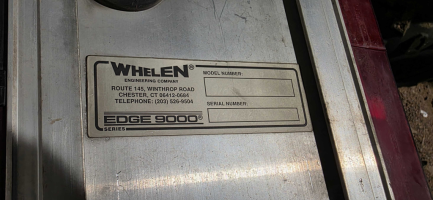 WHELEN®
ENGINEERING COMPANY
ROUTE 145, WINTHROP ROAD
CHESTER, CT 06412-0684
TELEPHONE: (203) 526-9504
EDGE 9000®
SERIES
MODEL NUMBER:
SERIAL NUMBER: